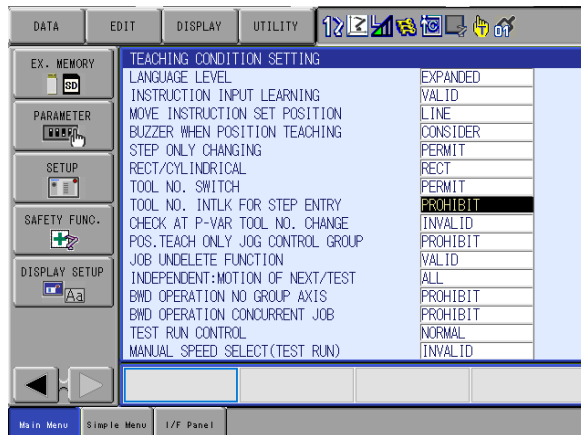 DATA EDIT DISPLAY UTILITY
EX. MEMORY
SD
PARAMETER
SETUP
SAFETY FUNC.
DISPLAY SETUP
Aa
TEACHING CONDITION SETTING
LANGUAGE LEVEL EXPANDED
INSTRUCTION INPUT LEARNING VALID
MOVE INSTRUCTION SET POSITION LINE
BUZZER WHEN POSITION TEACHING CONSIDER
STEP ONLY CHANGING PERMIT
RECT/CYLINDRICAL RECT
TOOL NO. SWITCH PERMIT
TOOL NO. INTLK FOR STEP ENTRY PROHIBIT
CHECK AT P-VAR TOOL NO. CHANGE INVALID
POS.TEACH ONLY JOG CONTROL GROUP PROHIBIT
JOB UNDELETE FUNCTION VALID
INDEPENDENT:MOTION OF NEXT/TEST ALL
BWD OPERATION NO GROUP AXIS PROHIBIT
BWD OPERATION CONCURRENT JOB PROHIBIT
TEST RUN CONTROL NORMAL
MANUAL SPEED SELECT(TEST RUN) INVALID
Main Menu Simple Menu I/F Panel